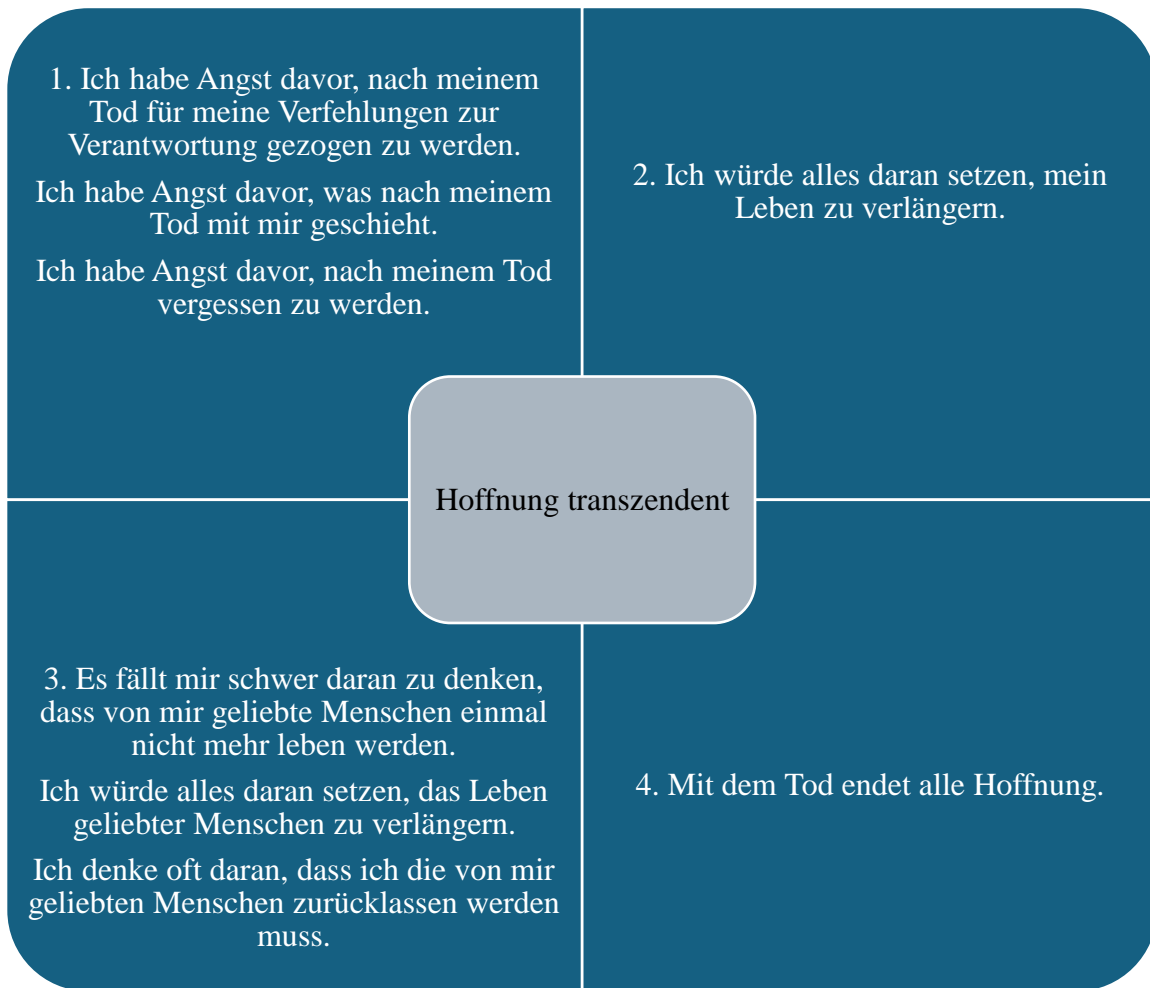 1. Ich habe Angst davor, nach meinem
Tod für meine Verfehlungen zur
Verantwortung gezogen zu werden.
Ich habe Angst davor, was nach meinem
Tod mit mir geschieht.
Ich habe Angst davor, nach meinem Tod
vergessen zu werden.
2. Ich würde alles daran setzen, mein
Leben zu verlängern.
Hoffnung transzendent
3. Es fällt mir schwer daran zu denken,
dass von mir geliebte Menschen einmal
nicht mehr leben werden.
Ich würde alles daran setzen, das Leben
geliebter Menschen zu verlängern.
Ich denke oft daran, dass ich die von mir
geliebten Menschen zurücklassen werden
muss.
4. Mit dem Tod endet alle Hoffnung.